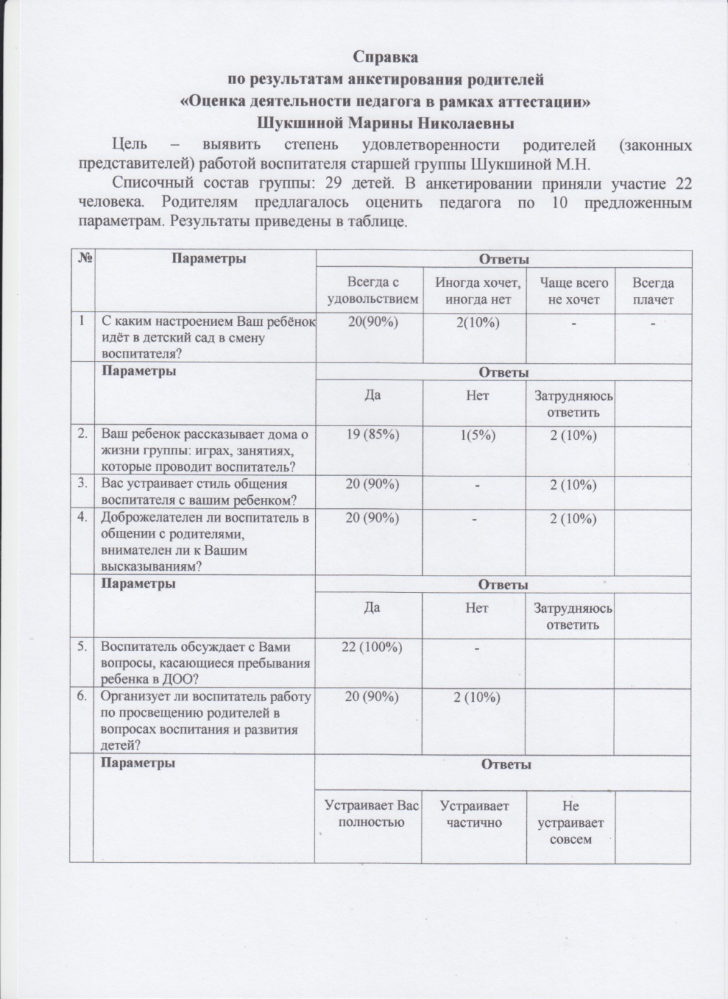 Справка
по результатам анкетирования родителей
«Оценка деятельности педагога в рамках аттестации»
Шукшиной Марины Николаевны
Цель – выявить степень удовлетворенности родителей (законных
представителей) работой воспитателя старшей группы Шукшиной М.Н.
Списочный состав группы: 29 детей. В анкетировании приняли участие 22
человека. Родителям предлагалось оценить педагога по 10 предложенным
параметрам. Результаты приведены в таблице.
№ Параметры Ответы
Всегда с Иногда хочет, Чаще всего Всегда
удовольствием иногда нет не хочет плачет
1 С каким настроением Ваш ребёнок 20(90%) 2(10%) - -
идёт в детский сад в смену
воспитателя?
Параметры Ответы
Да Нет Затрудняюсь
ответить
2. Ваш ребенок рассказывает дома о 19 (85%) 1(5%) 2 (10%)
жизни группы: играх, занятиях,
которые проводит воспитатель?
3. Вас устраивает стиль общения 20 (90%) - 2 (10%)
воспитателя с вашим ребенком?
4. Доброжелателен ли воспитатель в 20 (90%) - 2 (10%)
общении с родителями,
внимателен ли к Вашим
высказываниям?
Параметры Ответы
Да Нет Затрудняюсь
ответить
5. Воспитатель обсуждает с Вами 22 (100%) -
вопросы, касающиеся пребывания
ребенка в ДОО?
6. Организует ли воспитатель работу 20 (90%) 2 (10%)
по просвещению родителей в
вопросах воспитания и развития
детей?
Параметры Ответы
Устраивает Вас Устраивает Не
полностью частично устраивает
совсем